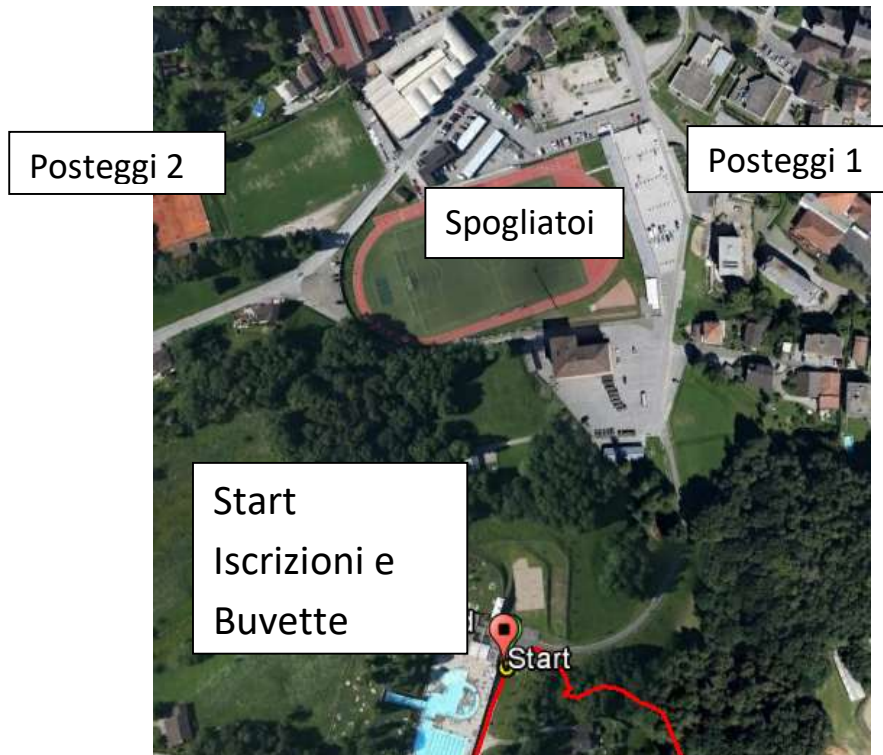 Posteggi 2
Posteggi 1
Spogliatoi
Start
Iscrizioni e
Buvette
Start